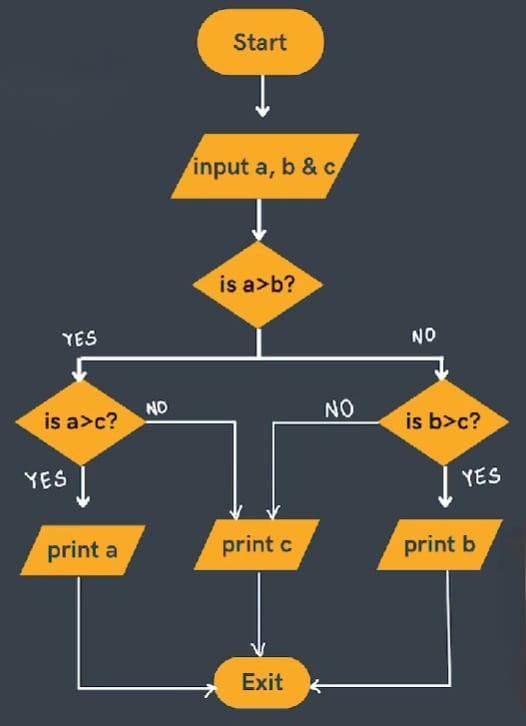 Start
input a, b & c
is a>b?
YES
NO
is a>c?
NO
NO
is b>c?
YES
YES
print a
print c
print b
Exit